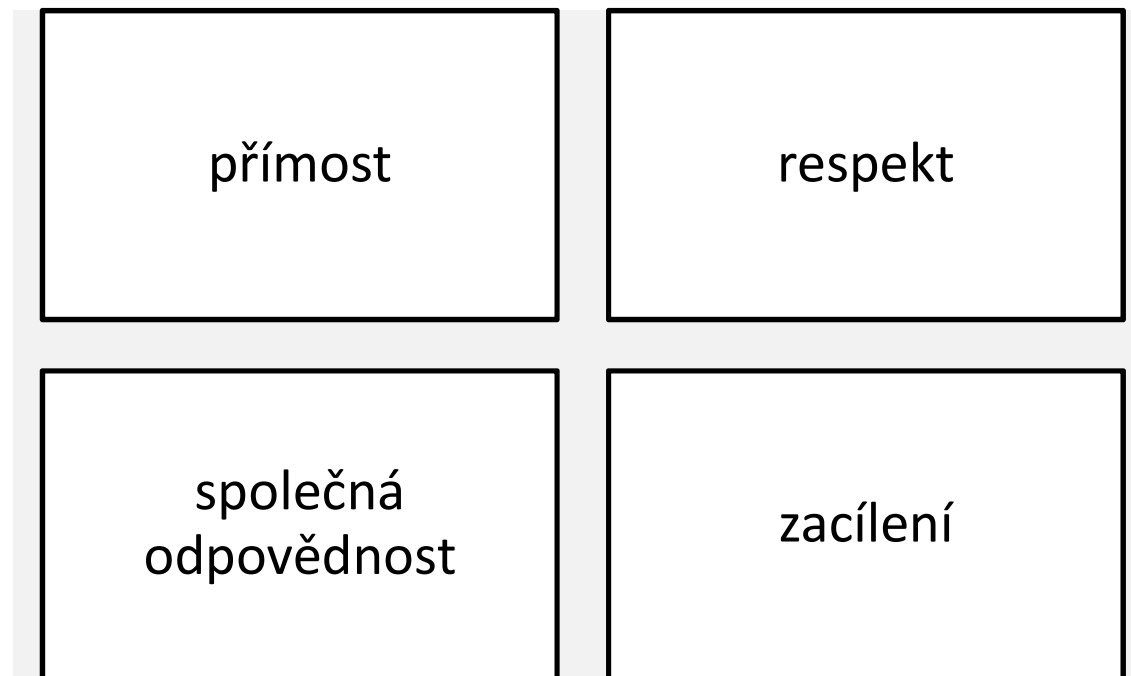 přímost
respekt
společná
odpovědnost
zacílení